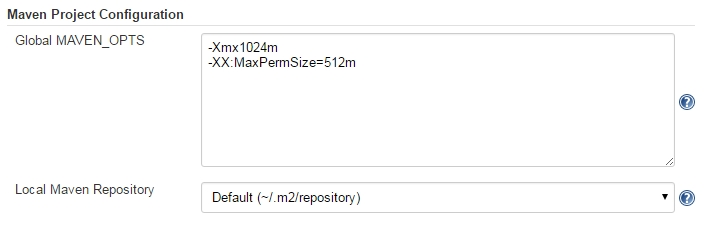 Maven Project Configuration
Global MAVEN_OPTS
-Xmx1024m
-XX:MaxPermSize=512m
?
Local Maven Repository
Default (~/.m2/repository)
?